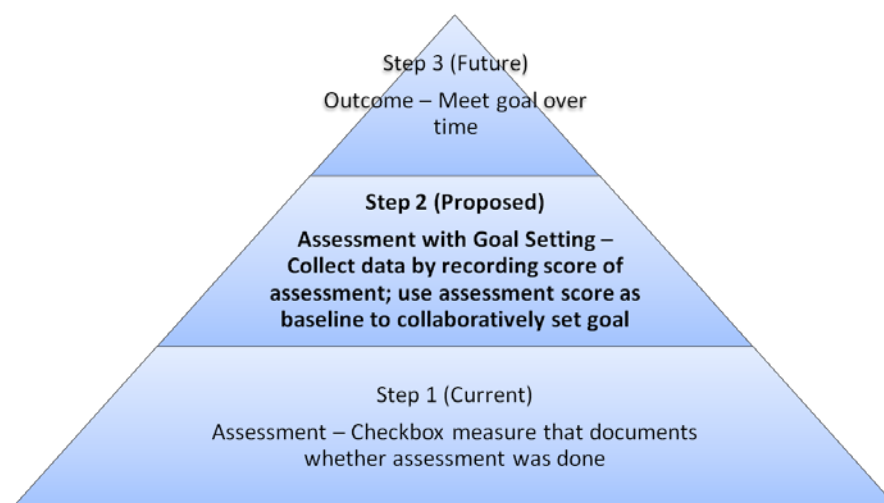 Step 3 (Future)
Outcome – Meet goal over
time
Step 2 (Proposed)
Assessment with Goal Setting –
Collect data by recording score of
assessment; use assessment score as
baseline to collaboratively set goal
Step 1 (Current)
Assessment – Checkbox measure that documents
whether assessment was done